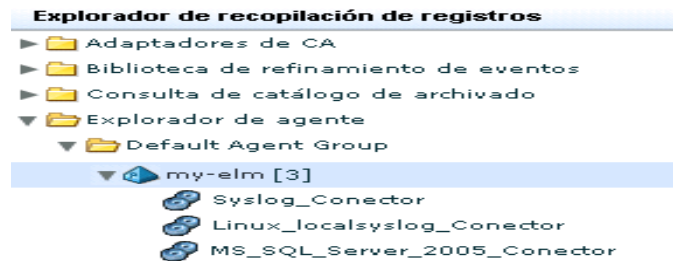 Explorador de recopilación de registros
Adaptadores de CA
Biblioteca de refinamiento de eventos
Consulta de catálogo de archivado
Explorador de agente
Default Agent Group
my-elm [3]
Syslog_Conector
Linux_localsyslog_Conector
MS_SQL_Server_2005_Conector